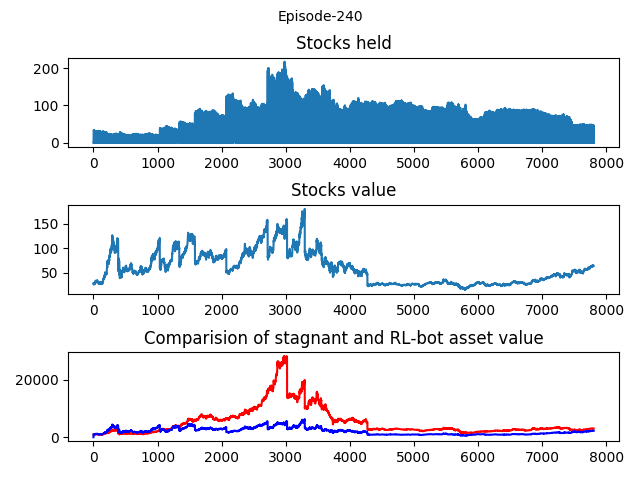 Episode-240
Stocks held
200
100
0
0 1000 2000 3000 4000 5000 6000 7000 8000
Stocks value
150
100
50
0 1000 2000 3000 4000 5000 6000 7000 8000
Comparision of stagnant and RL-bot asset value
20000
0
0 1000 2000 3000 4000 5000 6000 7000 8000